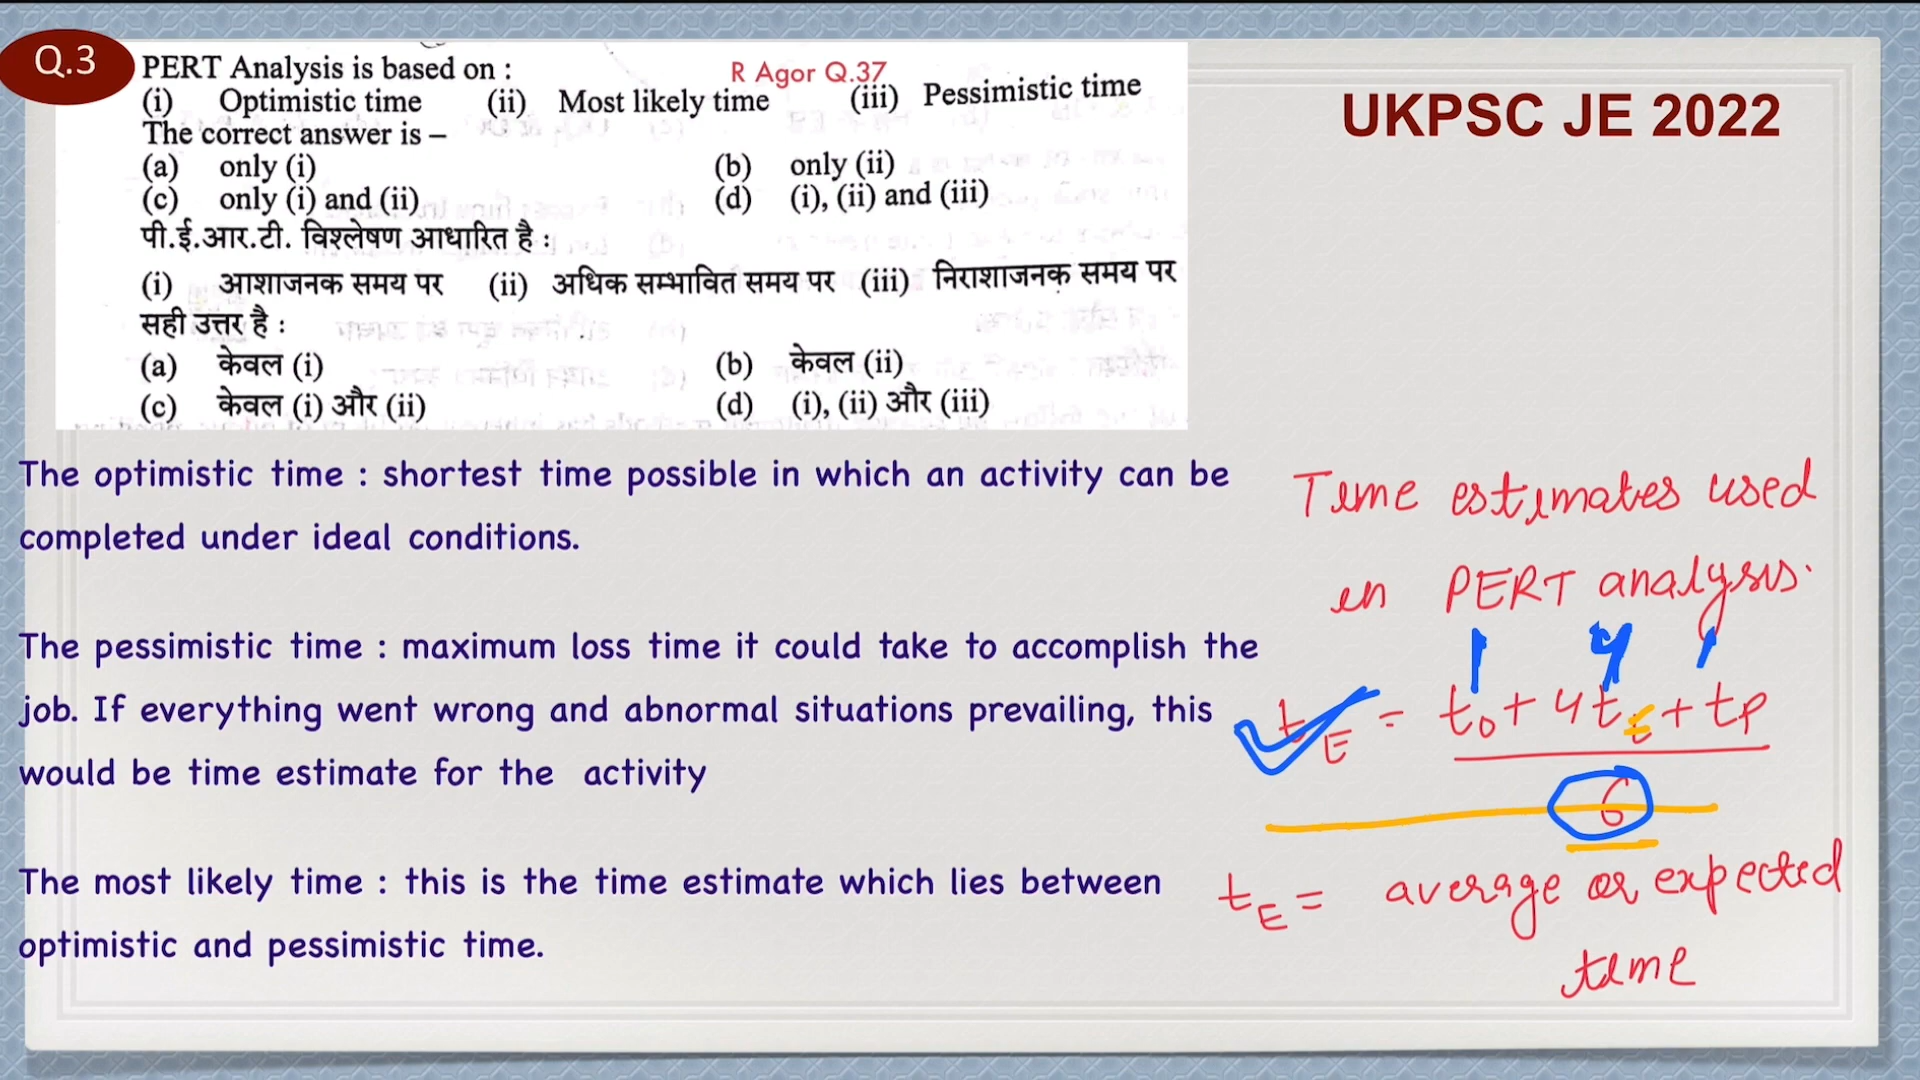 Q.3
PERT Analysis is based on :
R Agor Q.37
(i) Optimistic time (ii) Most likely time (iii) Pessimistic time
The correct answer is –
(a) only (i) (b) only (ii)
(c) only (i) and (ii) (d) (i), (ii) and (iii)
पी.ई.आर.टी. विश्लेषण आधारित है :
(i) आशाजनक समय पर (ii) अधिक सम्भावित समय पर (iii) निराशाजनक समय पर
सही उत्तर है :
(a) केवल (i) (b) केवल (ii)
(c) केवल (i) और (ii) (d) (i), (ii) और (iii)
UKPSC JE 2022
The optimistic time : shortest time possible in which an activity can be
completed under ideal conditions.
The pessimistic time : maximum loss time it could take to accomplish the
job. If everything went wrong and abnormal situations prevailing, this
would be time estimate for the activity
The most likely time : this is the time estimate which lies between
optimistic and pessimistic time.
Time estimates used
in PERT analysis.
1 4 1
tE = to + 4tL + tp
6
tE = average or expected
time